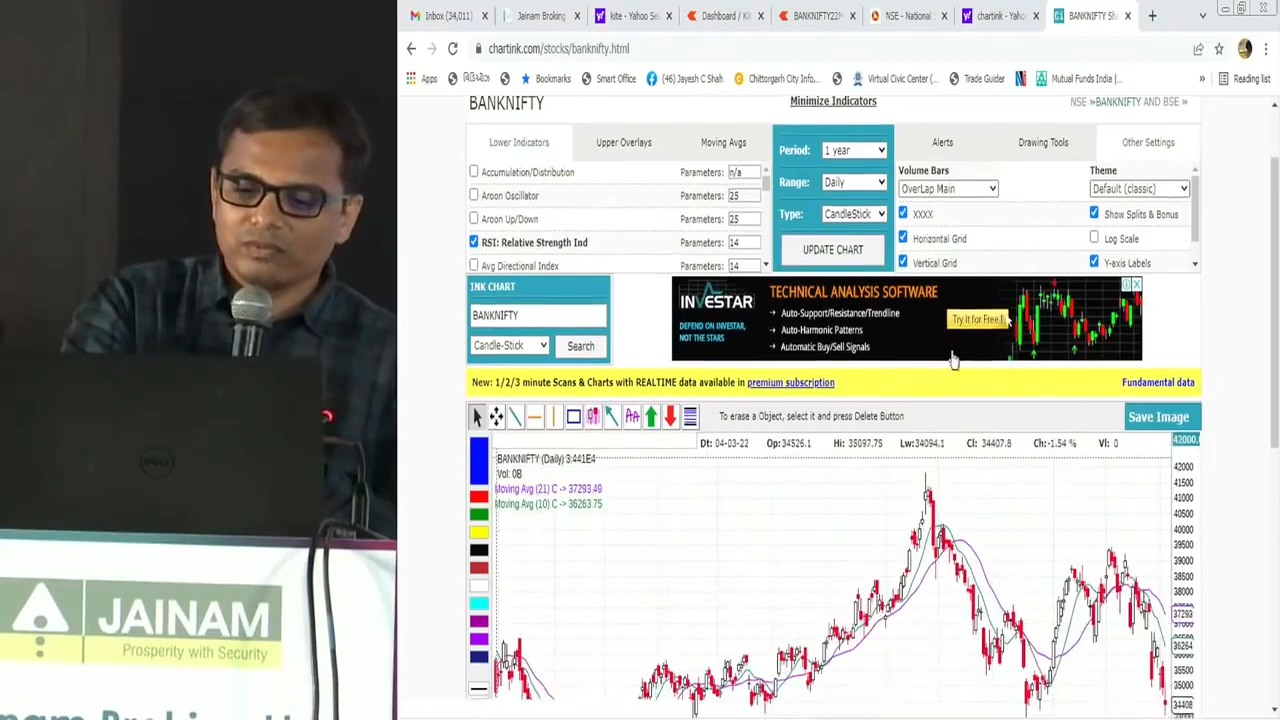 Inbox (34,011)
Jainam Broking
kita - Yahoo Se
Dashboard / Ki
BANKNIFTY22M
NSE - National S
chartink - Yaho
BANKNIFTY Sh
chartink.com/stocks/banknifty.html
Apps
Bookmarks
Smart Office
(46) Jayesh C Shah
Chittorgarh City Info,...
Virtual Civic Center (...
Trade Guder
Mutual Funds India |...
»
Reading list
BANKNIFTY
Minimize Indicators
NSE »BANKNIFTY AND BSE »
Lower Indicators
Upper Overlays
Moving Avgs
Period:
1 year
Alerts
Drawing Tools
Other Settings
Accumulation/Distribution
Parameters:
n/a
Volume Bars
Theme
Aroon Oscillator
Parameters:
25
Range:
Daily
OverLap Main
Default (classic)
Aroon Up/Down
Parameters:
25
Type:
CandleStick
XXXX
Show Splits & Bonus
RSI: Relative Strength Ind
Parameters:
14
UPDATE CHART
Horizontal Grid
Log Scale
Avg Directional Index
Parameters:
14
Vertical Grid
Y-axis Labels
INK CHART
BANKNIFTY
Candle-Stick
Search
INVESTAR
DEPEND ON INVESTAR,
NOT THE STARS
TECHNICAL ANALYSIS SOFTWARE
→ Auto-Support/Resistance/Trendline
→ Auto-Harmonic Patterns
→ Automatic Buy/Sell Signals
Try it for Free!
New: 1/2/3 minute Scans & Charts with REALTIME data available in premium subscription
Fundamental data
To erase a Object, select it and press Delete Button
Save Image
Dt: 04-03-22
Op: 34526.1
Hi: 35097.75
Lw: 34094.1
Cl: 34407.8
Ch:-1.54 %
Vl: 0
42000.
BANKNIFTY (Daily) 3.441E4
Vol: 0B
Moving Avg (21) C -> 37293.49
Moving Avg (10) C -> 36263.75
42000
41500
41000
40500
40000
39500
39000
38500
38000
37500
37293
37000
36500
36264
36000
35500
35000
34408
DELL
JAINAM
Prosperity with Security